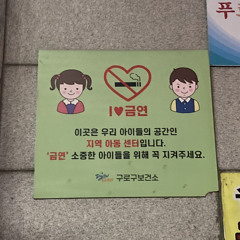 푸
I♥금연
이곳은 우리 아이들의 공간인
지역 아동 센터입니다.
'금연' 소중한 아이들을 위해 꼭 지켜주세요.
구로구보건소